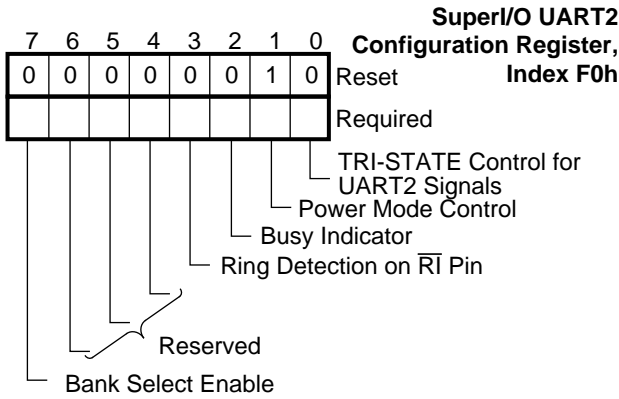 SuperI/O UART2
Configuration Register,
Index F0h
7 6 5 4 3 2 1 0
0 0 0 0 0 0 1 0 Reset
Required
TRI-STATE Control for
UART2 Signals
Power Mode Control
Busy Indicator
Ring Detection on R̅I̅ Pin
Reserved
Bank Select Enable